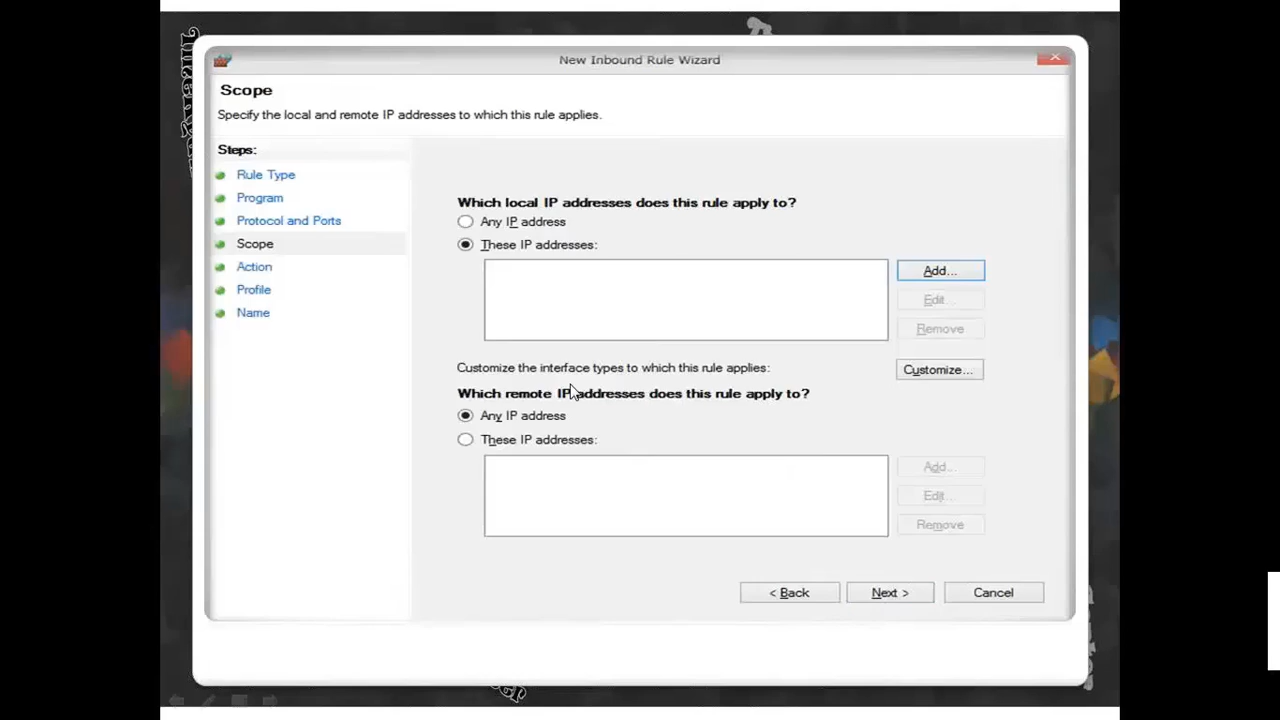 New Inbound Rule Wizard
Scope
Specify the local and remote IP addresses to which this rule applies.
Steps:
Rule Type
Program
Protocol and Ports
Scope
Action
Profile
Name
Which local IP addresses does this rule apply to?
Any IP address
These IP addresses:
Add...
Edit...
Remove
Customize the interface types to which this rule applies:
Customize...
Which remote IP addresses does this rule apply to?
Any IP address
These IP addresses:
Add...
Edit...
Remove
< Back
Next >
Cancel